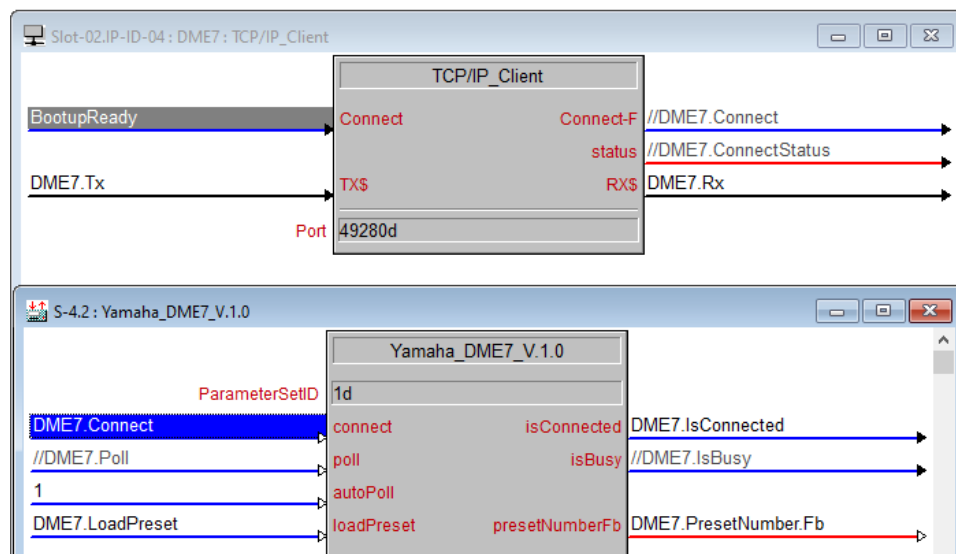 Slot-02.IP-ID-04 : DME7 : TCP/IP_Client
TCP/IP_Client
BootupReady Connect Connect-F //DME7.Connect
status //DME7.ConnectStatus
DME7.Tx TX$ RX$ DME7.Rx
Port 49280d
S-4.2 : Yamaha_DME7_V.1.0
Yamaha_DME7_V.1.0
ParameterSetID 1d
DME7.Connect connect isConnected DME7.IsConnected
//DME7.Poll poll isBusy //DME7.IsBusy
1 autoPoll
DME7.LoadPreset loadPreset presetNumberFb DME7.PresetNumber.Fb